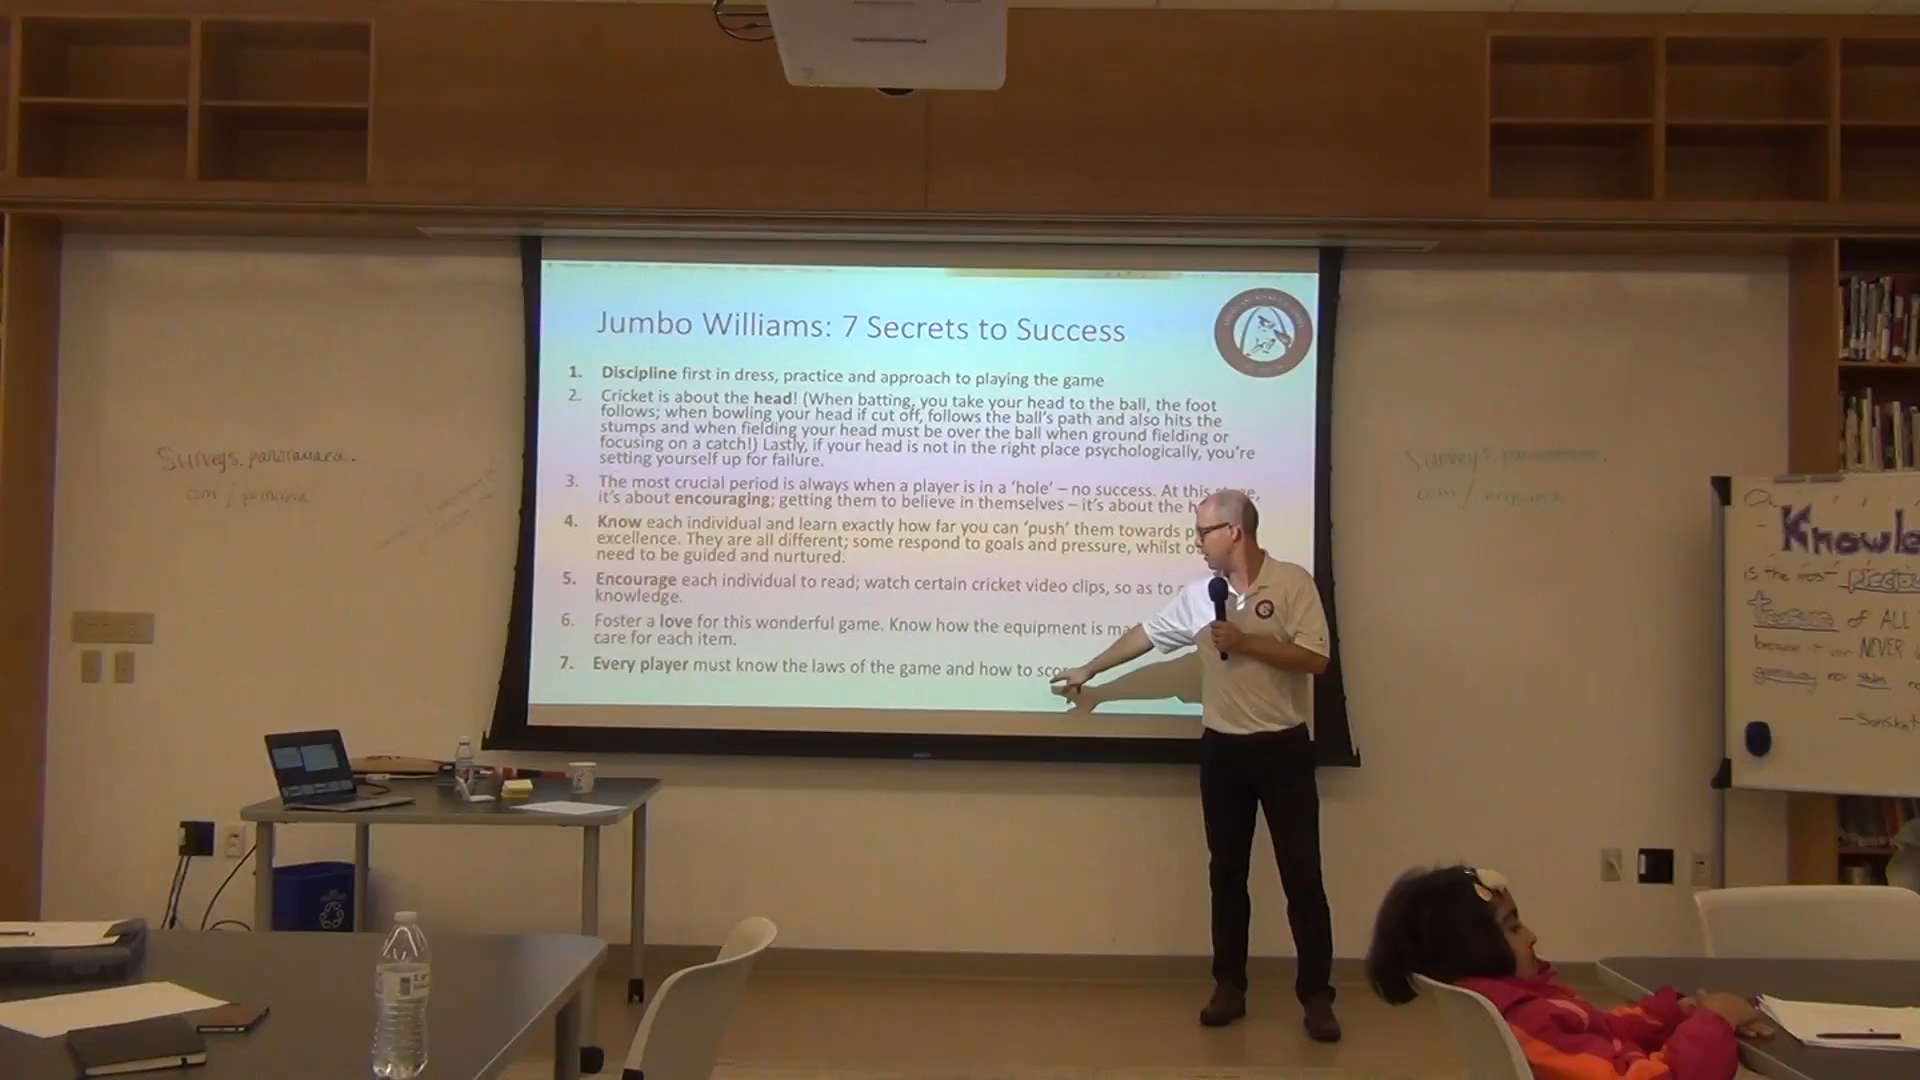 Jumbo Williams: 7 Secrets to Success
1. Discipline first in dress, practice and approach to playing the game
2. Cricket is about the head! (When batting, you take your head to the ball, the foot
follows; when bowling your head if cut off, follows the ball's path and also hits the
stumps and when fielding your head must be over the ball when ground fielding or
focusing on a catch!) Lastly, if your head is not in the right place psychologically, you're
setting yourself up for failure.
3. The most crucial period is always when a player is in a 'hole' – no success. At this
it's about encouraging; getting them to believe in themselves – it's about the
4. Know each individual and learn exactly how far you can 'push' them towards
excellence. They are all different; some respond to goals and pressure, whilst
need to be guided and nurtured.
5. Encourage each individual to read; watch certain cricket video clips, so as to
knowledge.
6. Foster a love for this wonderful game. Know how the equipment is
care for each item.
7. Every player must know the laws of the game and how to
Surveys.
com/
Surveys.
com/
Knowle
is the most
treasure of ALL
because it can NEVER